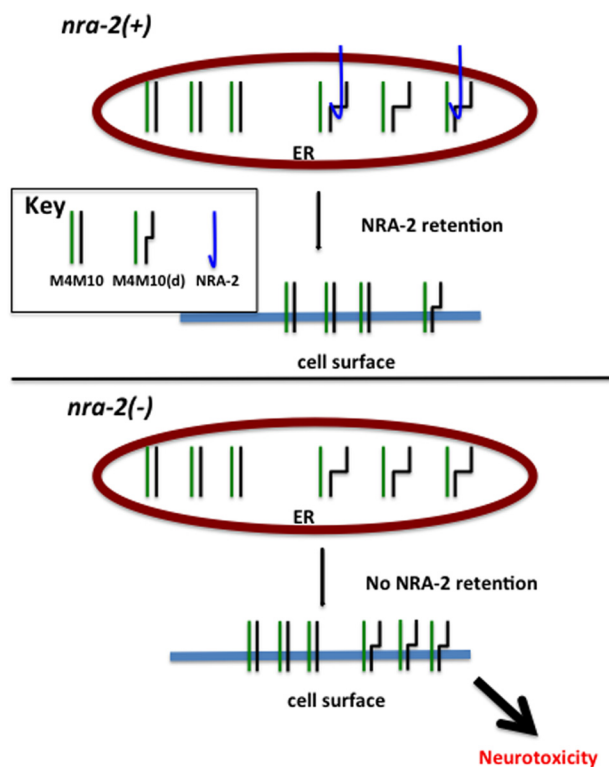 nra-2(+)
ER
NRA-2 retention
Key
M4M10 M4M10(d) NRA-2
cell surface
nra-2(-)
ER
No NRA-2 retention
cell surface
Neurotoxicity